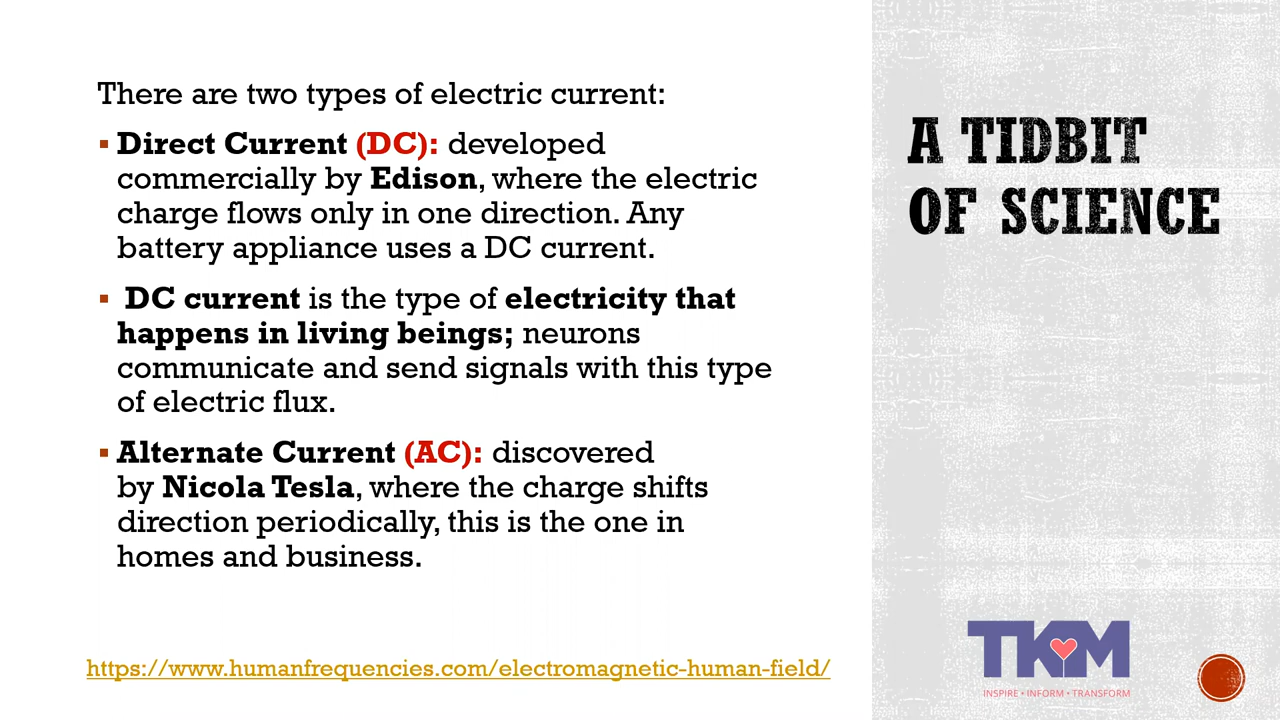 There are two types of electric current:
▪ Direct Current (DC): developed
commercially by Edison, where the electric
charge flows only in one direction. Any
battery appliance uses a DC current.
▪ DC current is the type of electricity that
happens in living beings; neurons
communicate and send signals with this type
of electric flux.
▪ Alternate Current (AC): discovered
by Nicola Tesla, where the charge shifts
direction periodically, this is the one in
homes and business.
https://www.humanfrequencies.com/electromagnetic-human-field/
A TIDBIT
OF SCIENCE
TKM
INSPIRE • INFORM • TRANSFORM